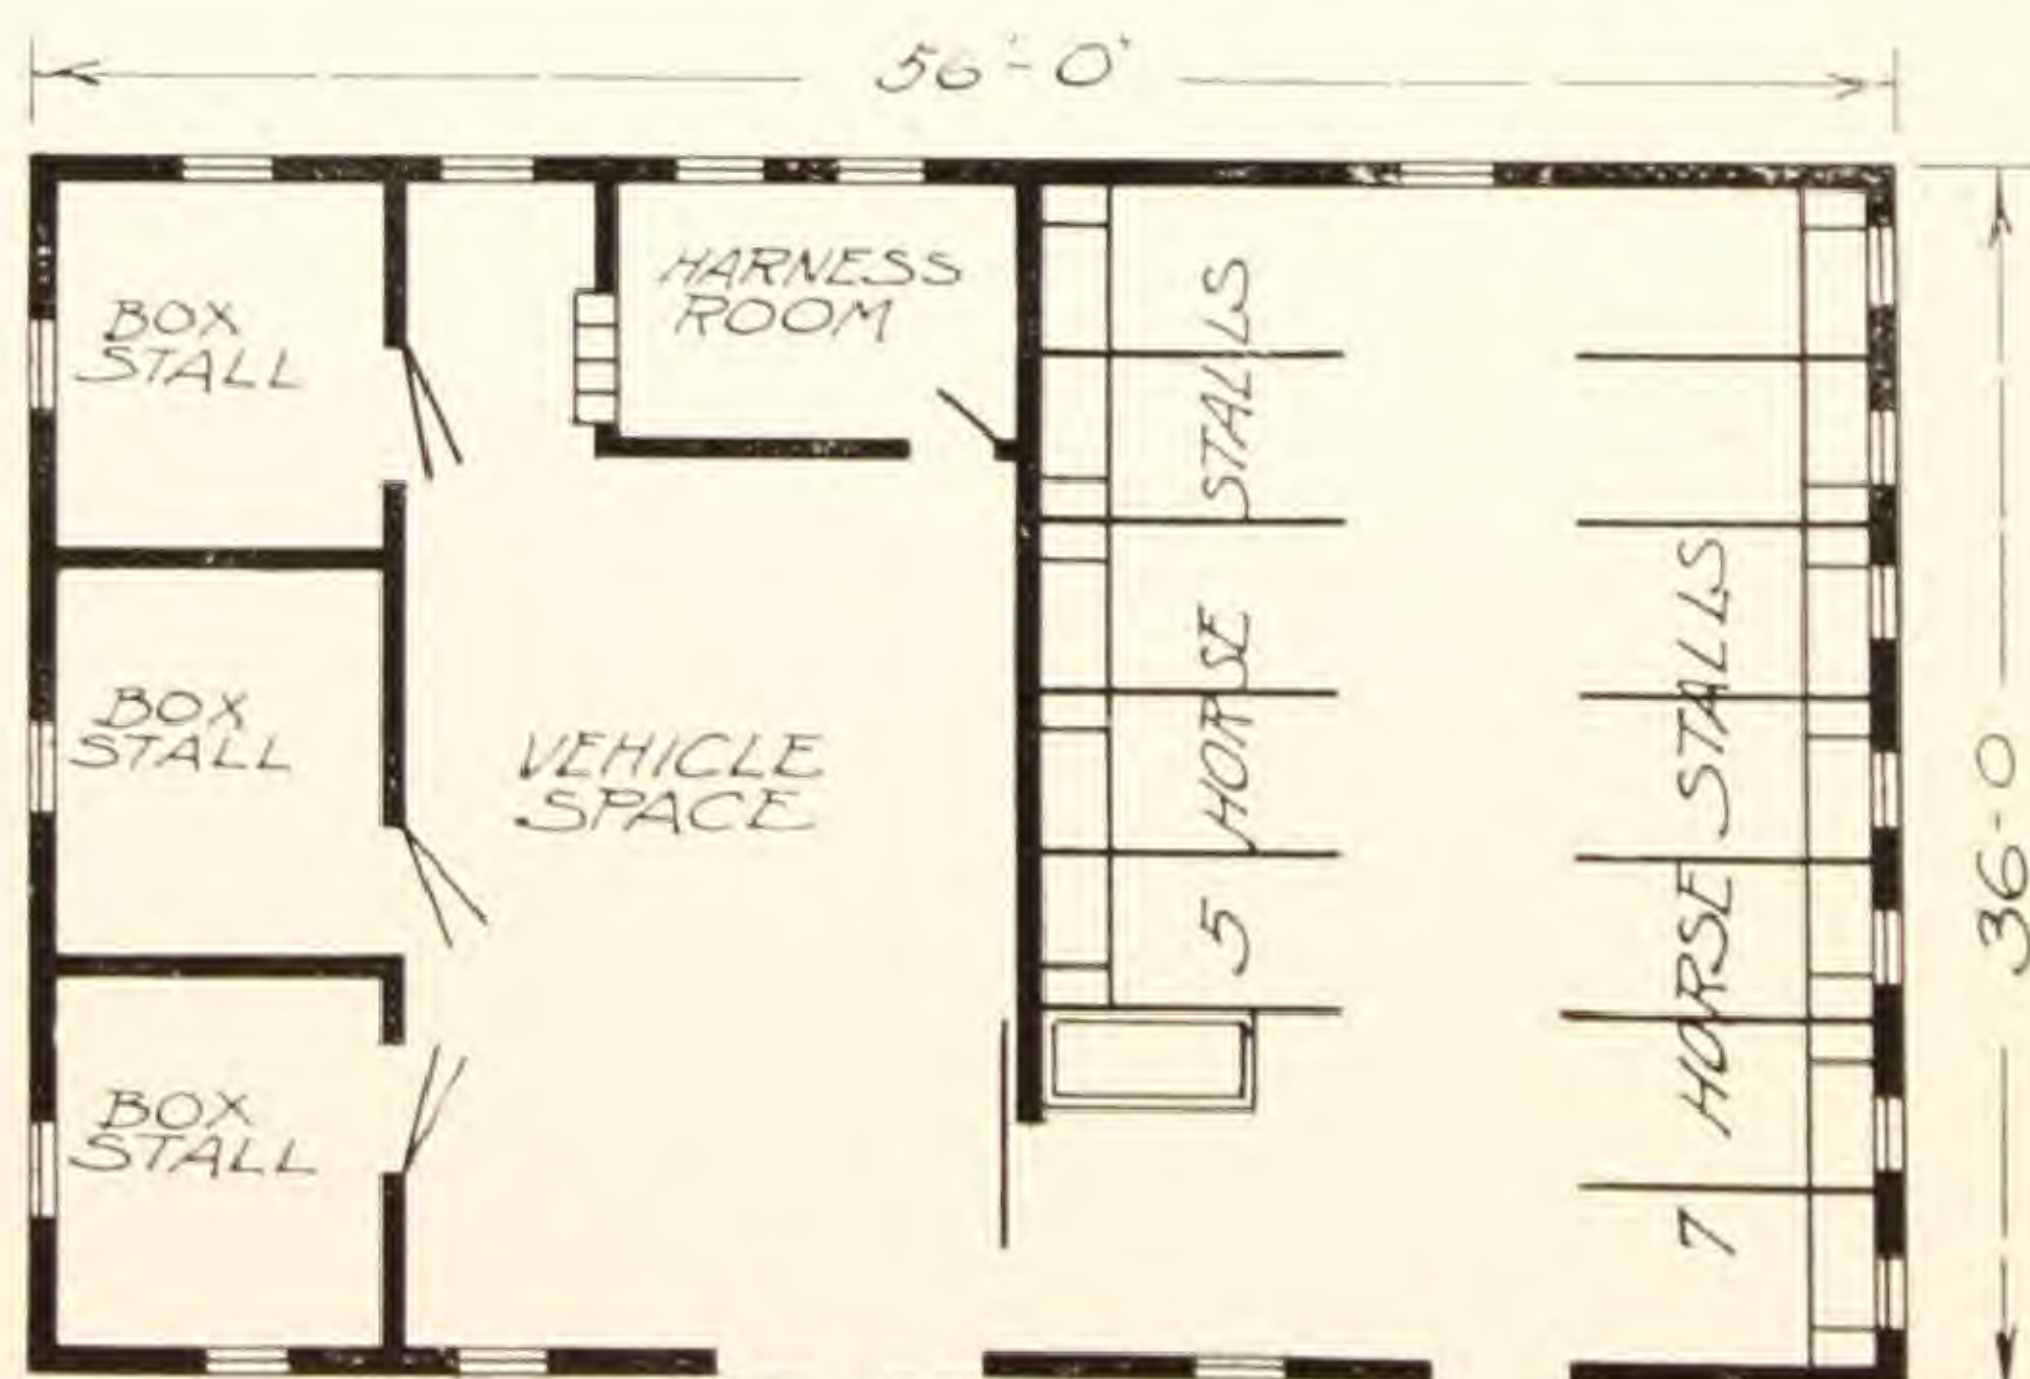 56'-0"
BOX
STALL
HARNESS
ROOM
BOX
STALL
VEHICLE
SPACE
BOX
STALL
5 HORSE STALLS
7 HORSE STALLS
36-0